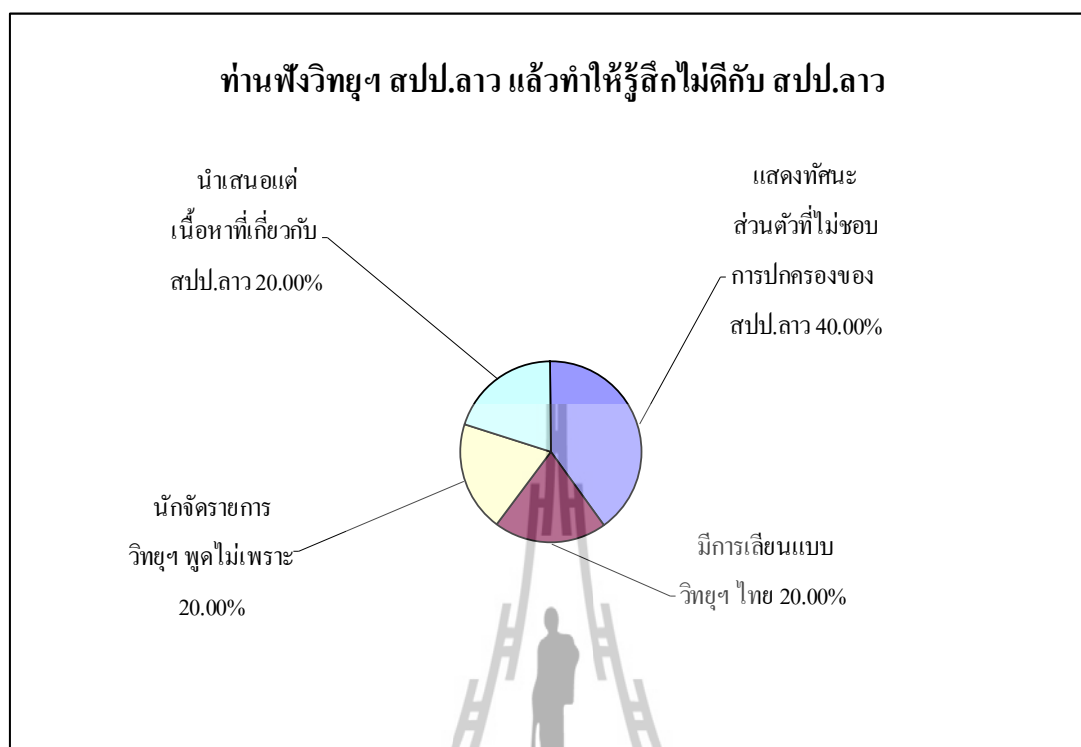 ท่านฟังวิทยุฯ สปป.ลาว แล้วทำให้รู้สึกไม่ดีกับ สปป.ลาว
นำเสนอแต่
เนื้อหาที่เกี่ยวกับ
สปป.ลาว 20.00%
แสดงทัศนะ
ส่วนตัวที่ไม่ชอบ
การปกครองของ
สปป.ลาว 40.00%
นักจัดรายการ
วิทยุฯ พูดไม่เพราะ
20.00%
มีการเลียนแบบ
วิทยุฯ ไทย 20.00%